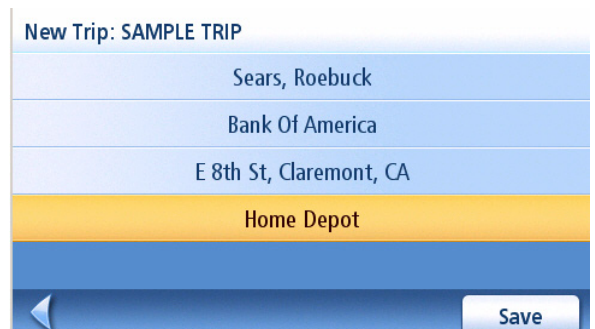 New Trip: SAMPLE TRIP
Sears, Roebuck
Bank Of America
E 8th St, Claremont, CA
Home Depot
Save